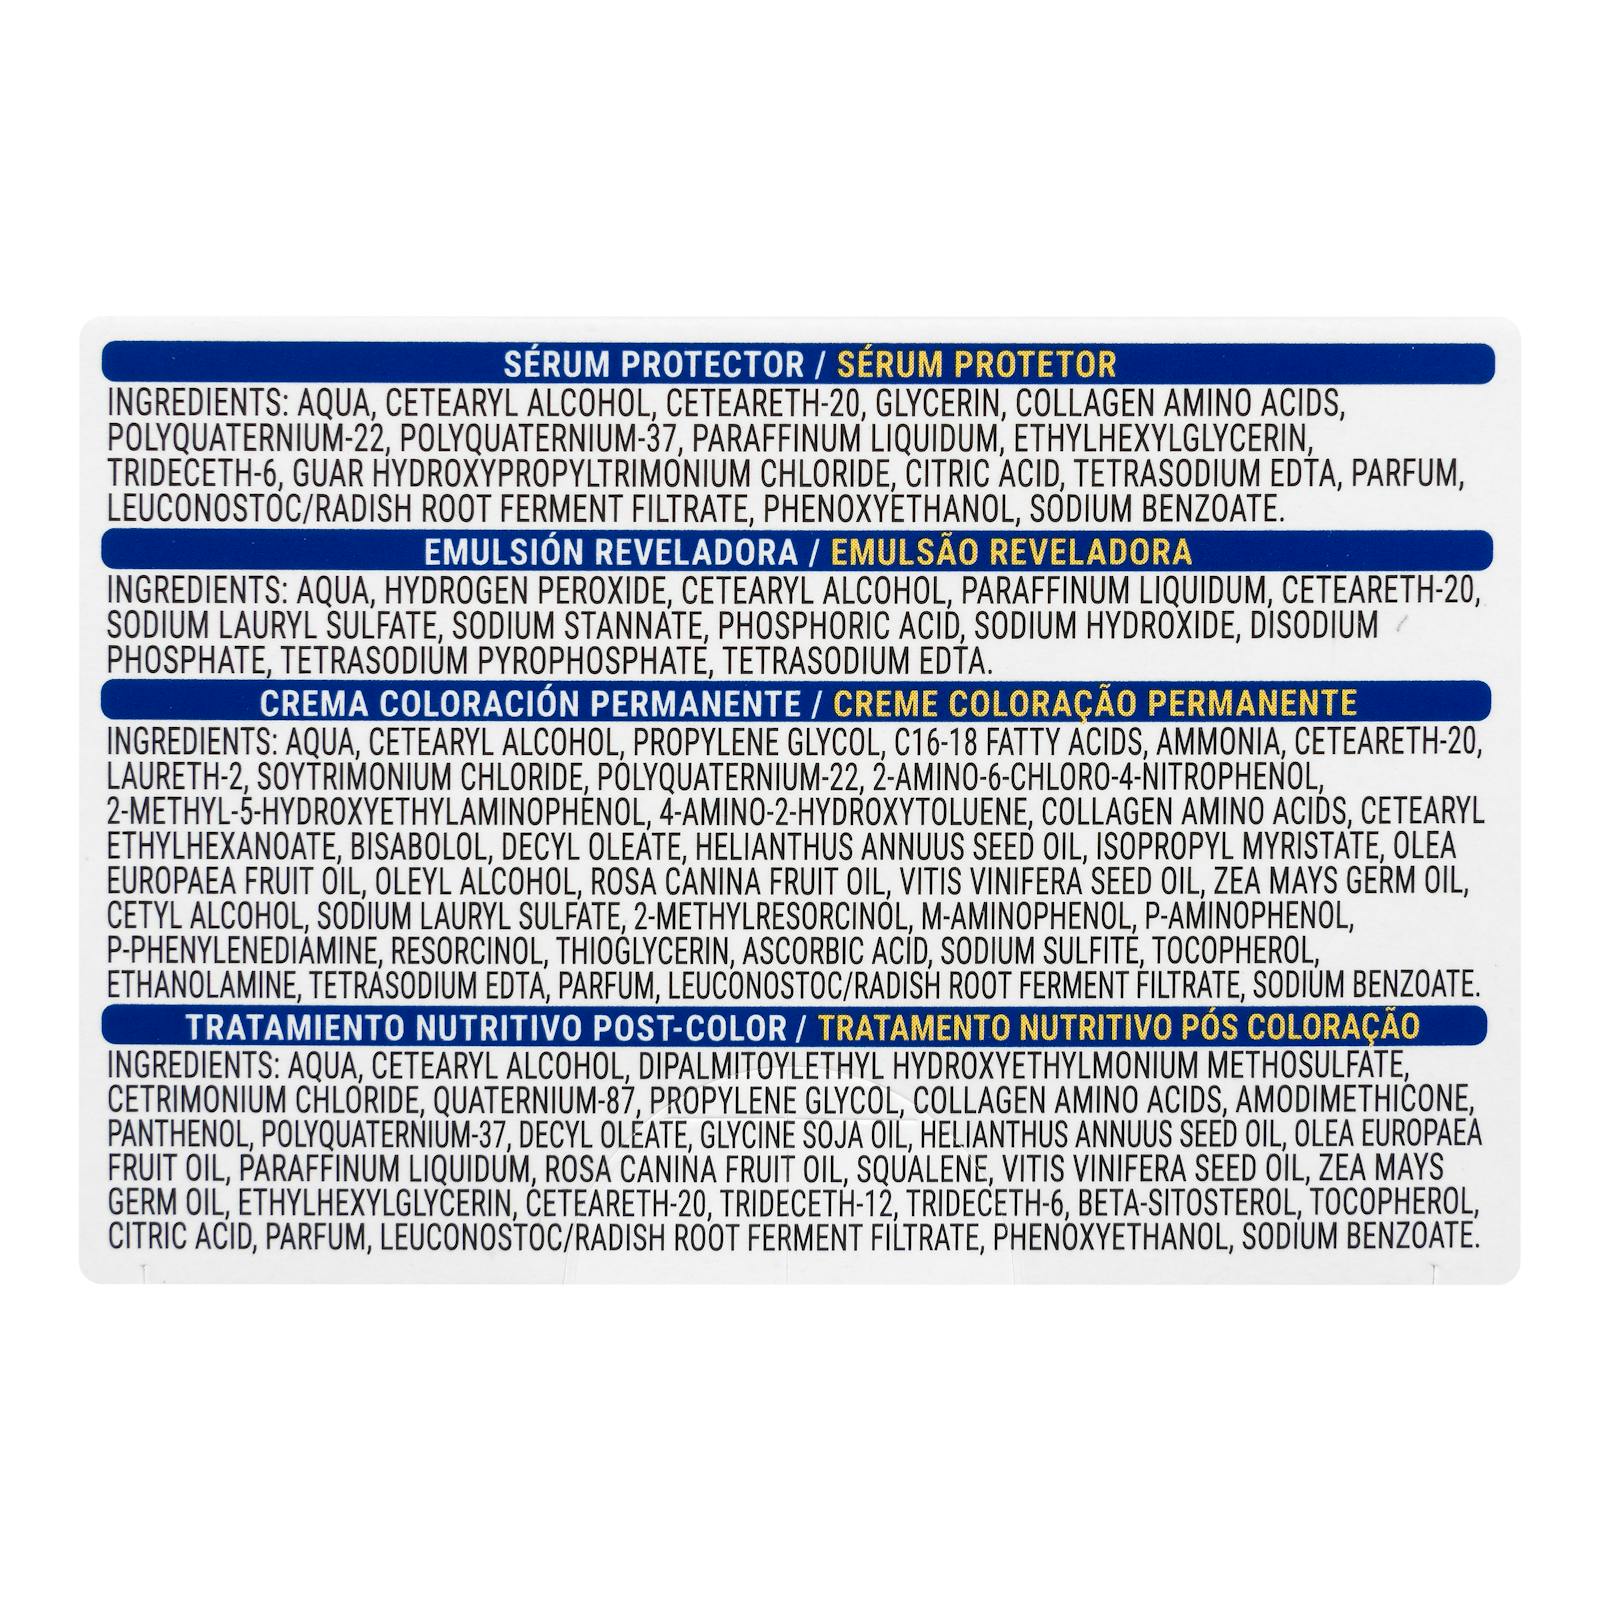 SÉRUM PROTECTOR / SÉRUM PROTETOR
INGREDIENTS: AQUA, CETEARYL ALCOHOL, CETEARETH-20, GLYCERIN, COLLAGEN AMINO ACIDS,
POLYQUATERNIUM-22, POLYQUATERNIUM-37, PARAFFINUM LIQUIDUM, ETHYLHEXYLGLYCERIN,
TRIDECETH-6, GUAR HYDROXYPROPYLTRIMONIUM CHLORIDE, CITRIC ACID, TETRASODIUM EDTA, PARFUM,
LEUCONOSTOC/RADISH ROOT FERMENT FILTRATE, PHENOXYETHANOL, SODIUM BENZOATE.
EMULSIÓN REVELADORA / EMULSÃO REVELADORA
INGREDIENTS: AQUA, HYDROGEN PEROXIDE, CETEARYL ALCOHOL, PARAFFINUM LIQUIDUM, CETEARETH-20,
SODIUM LAURYL SULFATE, SODIUM STANNATE, PHOSPHORIC ACID, SODIUM HYDROXIDE, DISODIUM
PHOSPHATE, TETRASODIUM PYROPHOSPHATE, TETRASODIUM EDTA.
CREMA COLORACIÓN PERMANENTE / CREME COLORAÇÃO PERMANENTE
INGREDIENTS: AQUA, CETEARYL ALCOHOL, PROPYLENE GLYCOL, C16-18 FATTY ACIDS, AMMONIA, CETEARETH-20,
LAURETH-2, SOYTRIMONIUM CHLORIDE, POLYQUATERNIUM-22, 2-AMINO-6-CHLORO-4-NITROPHENOL,
2-METHYL-5-HYDROXYETHYLAMINOPHENOL, 4-AMINO-2-HYDROXYTOLUENE, COLLAGEN AMINO ACIDS, CETEARYL
ETHYLHEXANOATE, BISABOLOL, DECYL OLEATE, HELIANTHUS ANNUUS SEED OIL, ISOPROPYL MYRISTATE, OLEA
EUROPAEA FRUIT OIL, OLEYL ALCOHOL, ROSA CANINA FRUIT OIL, VITIS VINIFERA SEED OIL, ZEA MAYS GERM OIL,
CETYL ALCOHOL, SODIUM LAURYL SULFATE, 2-METHYLRESORCINOL, M-AMINOPHENOL, P-AMINOPHENOL,
P-PHENYLENEDIAMINE, RESORCINOL, THIOGLYCERIN, ASCORBIC ACID, SODIUM SULFITE, TOCOPHEROL,
ETHANOLAMINE, TETRASODIUM EDTA, PARFUM, LEUCONOSTOC/RADISH ROOT FERMENT FILTRATE, SODIUM BENZOATE.
TRATAMIENTO NUTRITIVO POST-COLOR / TRATAMENTO NUTRITIVO PÓS COLORAÇÃO
INGREDIENTS: AQUA, CETEARYL ALCOHOL, DIPALMITOYLETHYL HYDROXYETHYLMONIUM METHOSULFATE,
CETRIMONIUM CHLORIDE, QUATERNIUM-87, PROPYLENE GLYCOL, COLLAGEN AMINO ACIDS, AMODIMETHICONE,
PANTHENOL, POLYQUATERNIUM-37, DECYL OLEATE, GLYCINE SOJA OIL, HELIANTHUS ANNUUS SEED OIL, OLEA EUROPAEA
FRUIT OIL, PARAFFINUM LIQUIDUM, ROSA CANINA FRUIT OIL, SQUALENE, VITIS VINIFERA SEED OIL, ZEA MAYS
GERM OIL, ETHYLHEXYLGLYCERIN, CETEARETH-20, TRIDECETH-12, TRIDECETH-6, BETA-SITOSTEROL, TOCOPHEROL,
CITRIC ACID, PARFUM, LEUCONOSTOC/RADISH ROOT FERMENT FILTRATE, PHENOXYETHANOL, SODIUM BENZOATE.